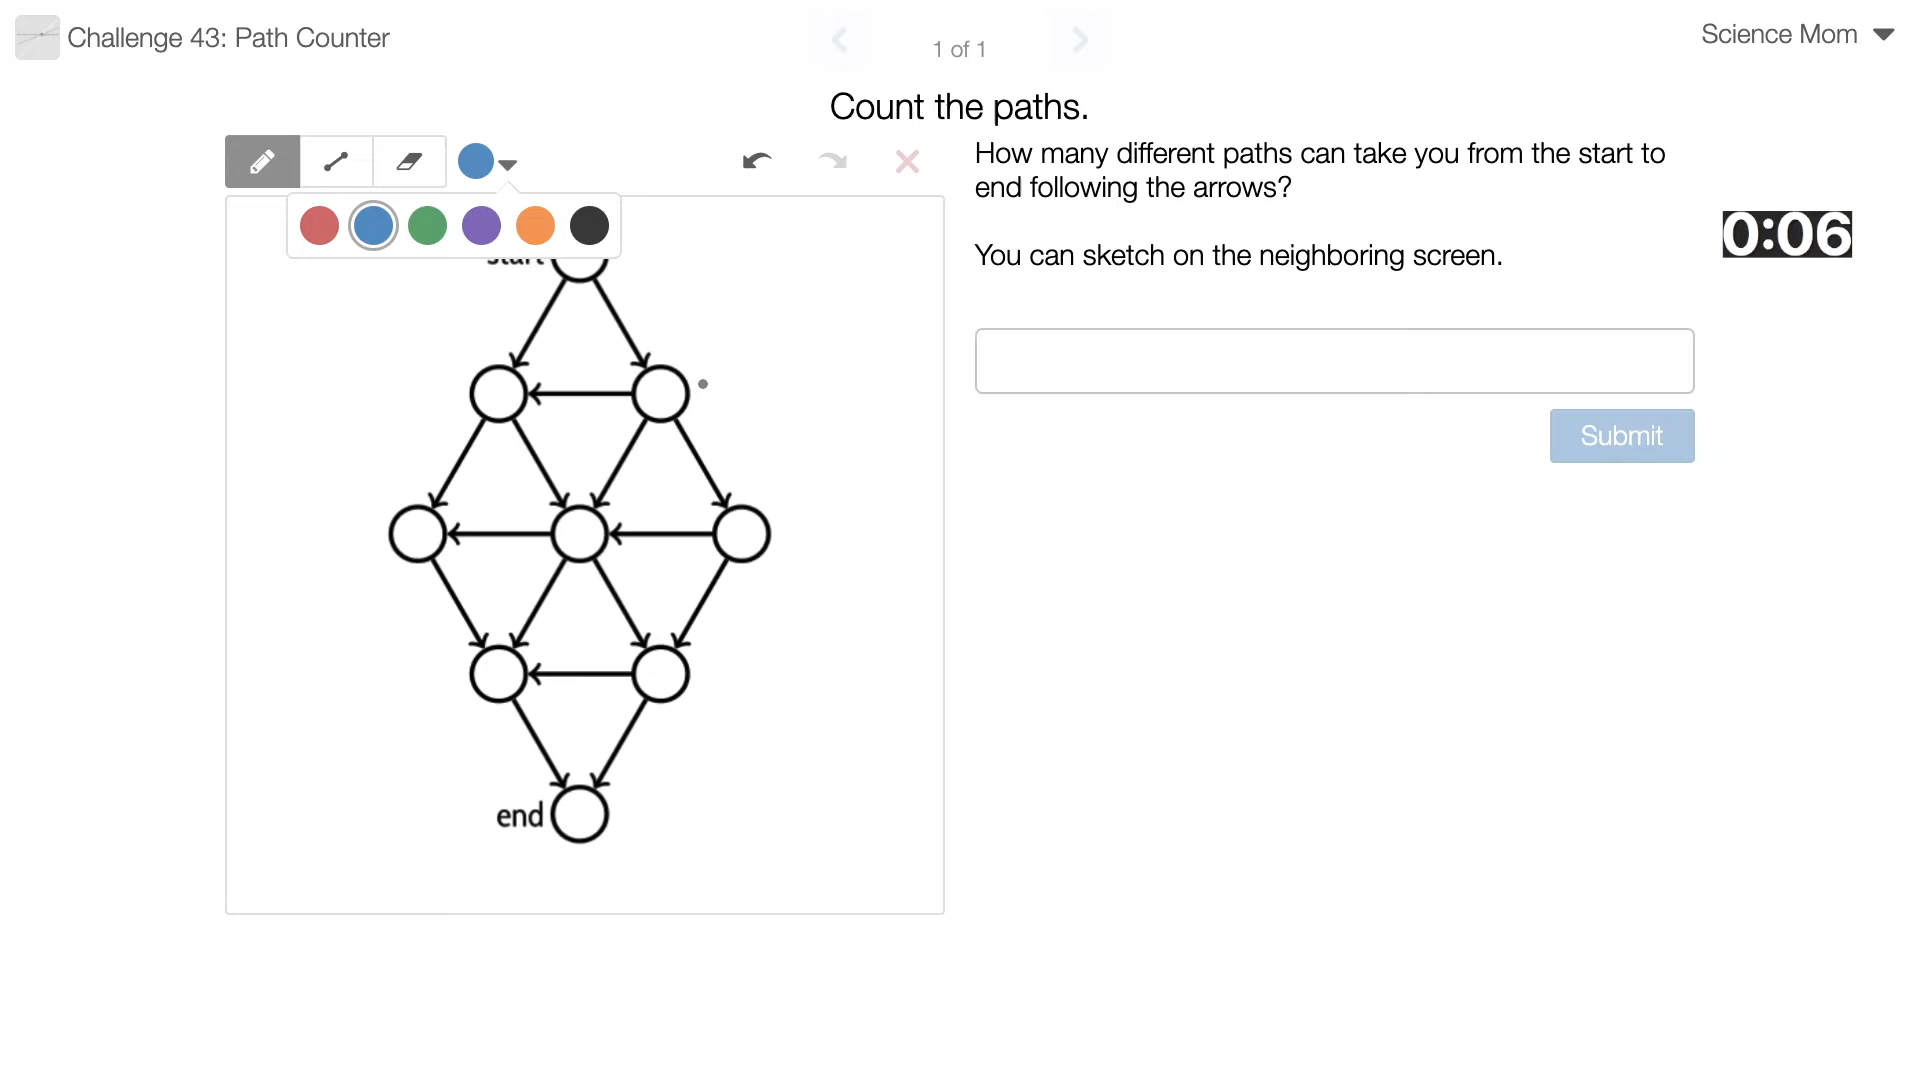 Challenge 43: Path Counter
1 of 1
Science Mom
Count the paths.
How many different paths can take you from the start to
end following the arrows?
You can sketch on the neighboring screen.
0:06
start
Submit
end